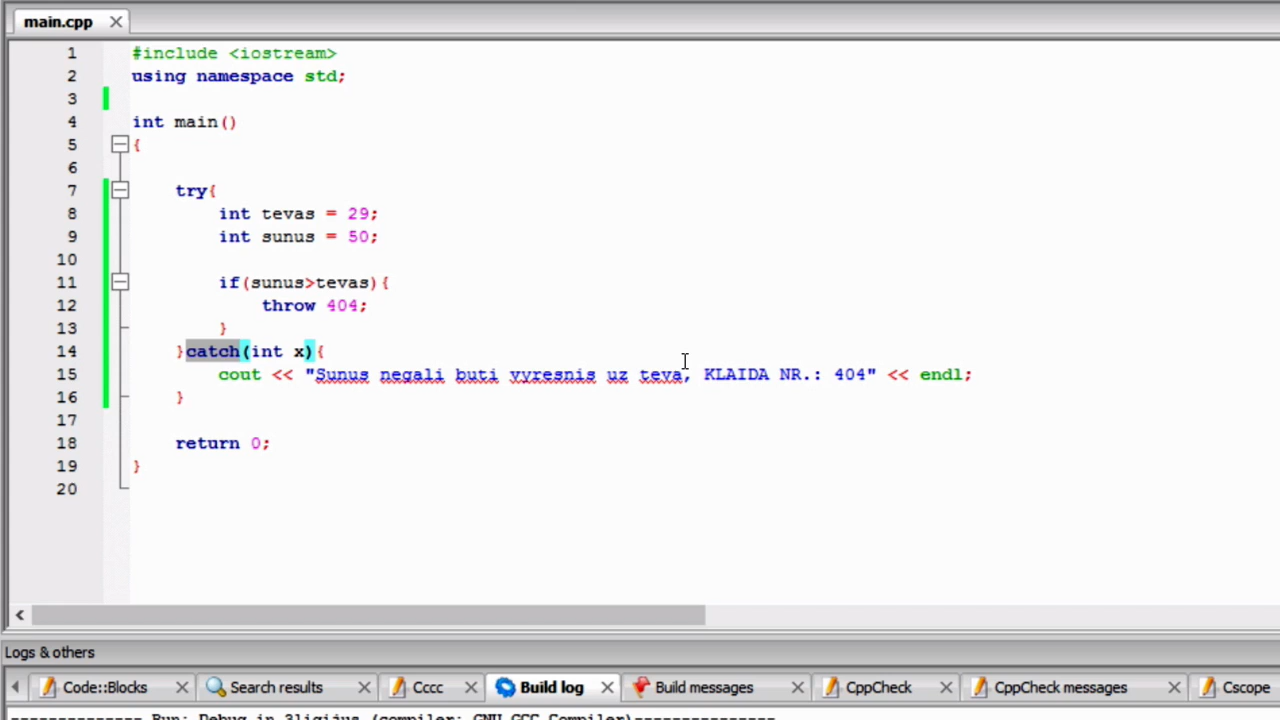 main.cpp
1 #include <iostream>
2 using namespace std;
3
4 int main()
5 {
6
7 try{
8 int tevas = 29;
9 int sunus = 50;
10
11 if(sunus>tevas){
12 throw 404;
13 }
14 }catch(int x){
15 cout << "Sunus negali buti vyresnis uz teva, KLAIDA NR.: 404" << endl;
16 }
17
18 return 0;
19 }
20
Logs & others
Code::Blocks Search results Cccc Build log Build messages CppCheck CppCheck messages Cscope
-------------- Run: Debug in 3ligijus (compiler: GNU GCC Compiler)---------------